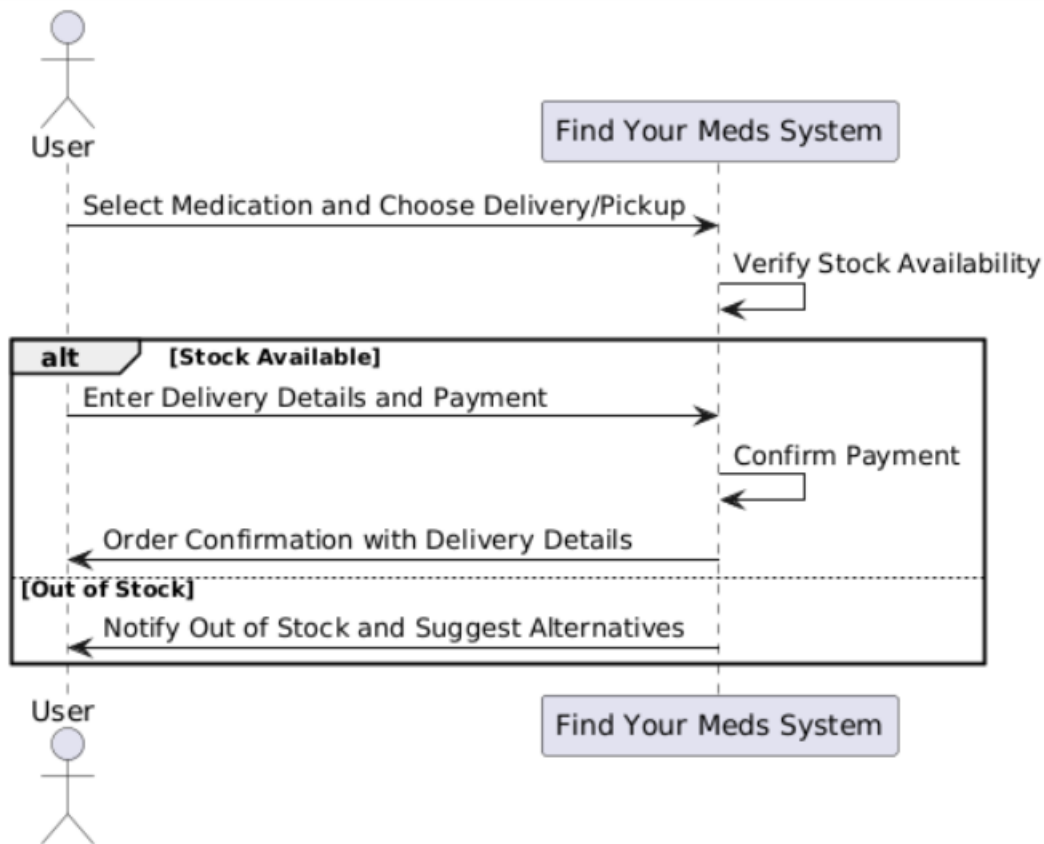 User
Find Your Meds System
Select Medication and Choose Delivery/Pickup
Verify Stock Availability
alt [Stock Available]
Enter Delivery Details and Payment
Confirm Payment
Order Confirmation with Delivery Details
[Out of Stock]
Notify Out of Stock and Suggest Alternatives
User
Find Your Meds System